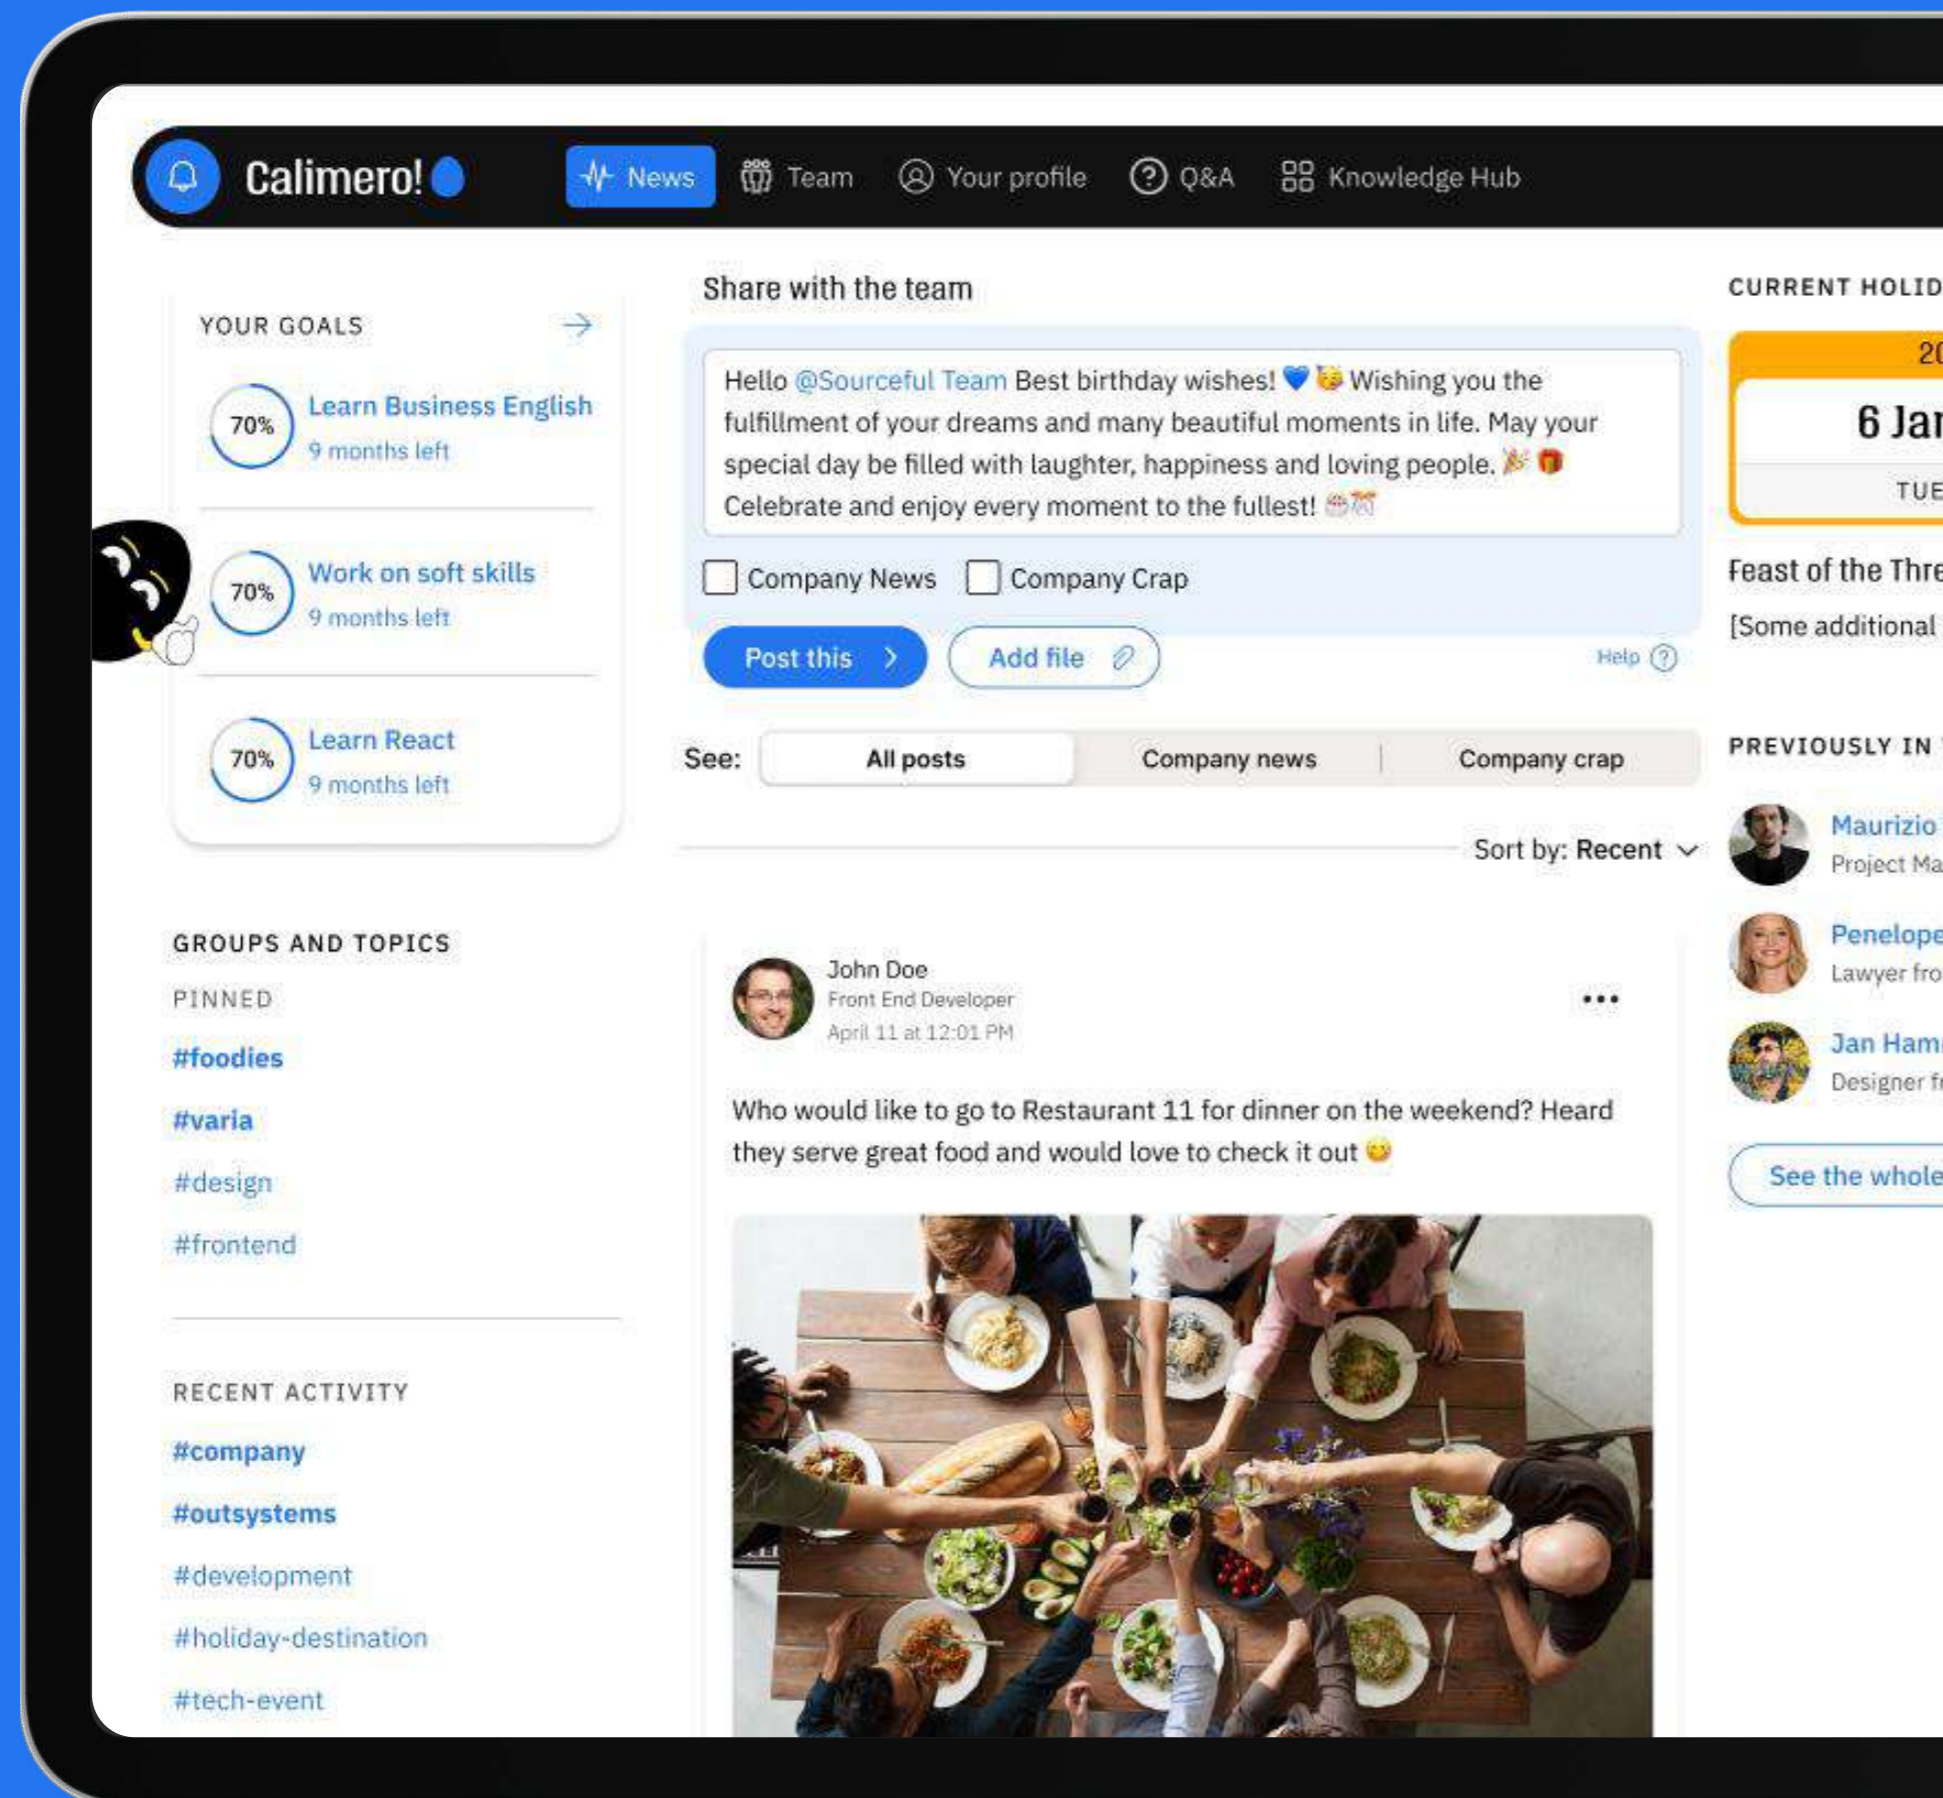 Calimero!
News
Team
Your profile
Q&A
Knowledge Hub
YOUR GOALS
70%
Learn Business English
9 months left
70%
Work on soft skills
9 months left
70%
Learn React
9 months left
GROUPS AND TOPICS
PINNED
#foodies
#varia
#design
#frontend
RECENT ACTIVITY
#company
#outsystems
#development
#holiday-destination
#tech-event
Share with the team
Hello @Sourceful Team Best birthday wishes! 💙 🥳 Wishing you the
fulfillment of your dreams and many beautiful moments in life. May your
special day be filled with laughter, happiness and loving people. 🎉 🎁
Celebrate and enjoy every moment to the fullest! 🎂🎊
Company News
Company Crap
Post this
Add file
Help
See:
All posts
Company news
Company crap
Sort by: Recent
John Doe
Front End Developer
April 11 at 12:01 PM
Who would like to go to Restaurant 11 for dinner on the weekend? Heard
they serve great food and would love to check it out 😋
CURRENT HOLID
20
6 Jan
TUE
Feast of the Thre
[Some additional
PREVIOUSLY IN
Maurizio
Project Ma
Penelope
Lawyer fro
Jan Ham
Designer fr
See the whole